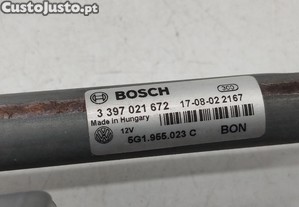 CustoJusto.pt
BOSCH
3 397 021 672 17-08-02 2167
Made in Hungary
12V
5G1.955.023 C BON